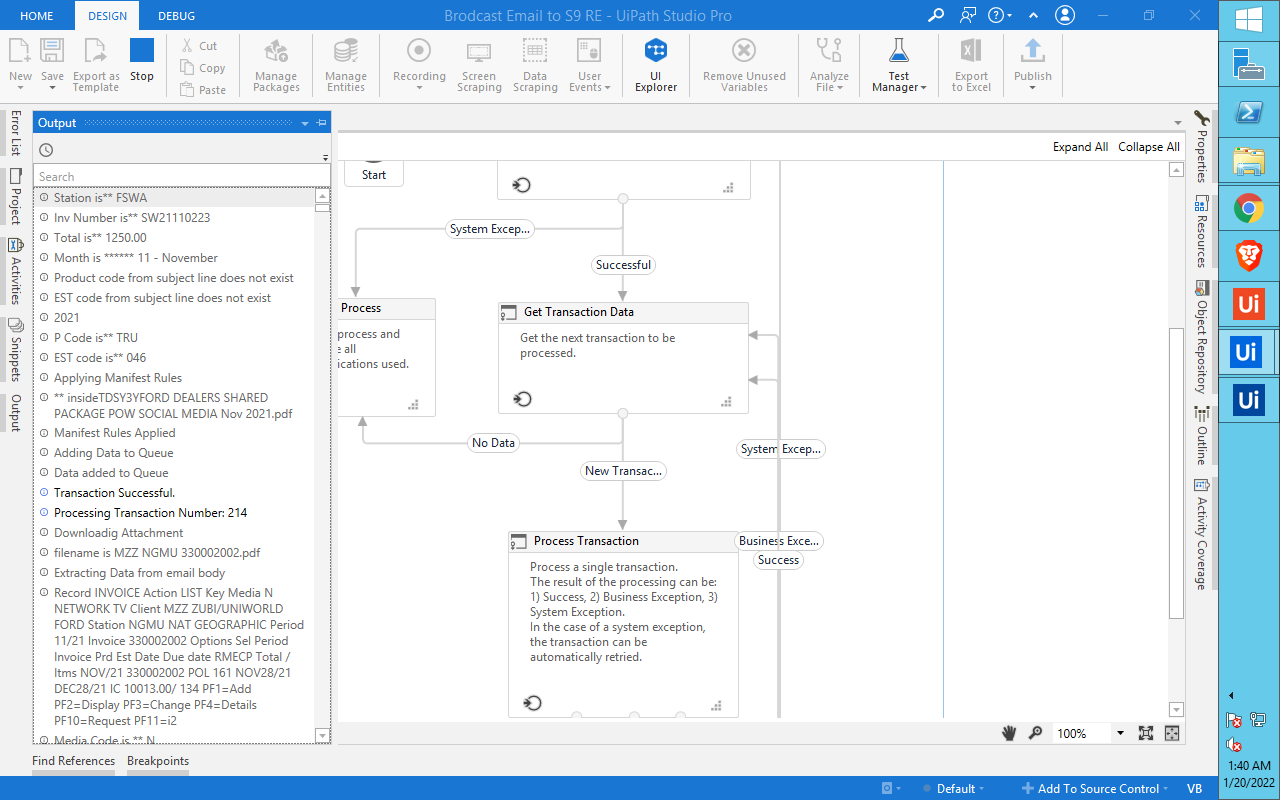 HOME
DESIGN
DEBUG
Brodcast Email to S9 RE - UiPath Studio Pro
New
Save
Export as
Template
Stop
Cut
Copy
Paste
Manage
Packages
Manage
Entities
Recording
Screen
Scraping
Data
Scraping
User
Events
UI
Explorer
Remove Unused
Variables
Analyze
File
Test
Manager
Export
to Excel
Publish
Error List
Project
Activities
Snippets
Output
Output
Search
Station is** FSWA
Inv Number is** SW21110223
Total is** 1250.00
Month is ****** 11 - November
Product code from subject line does not exist
EST code from subject line does not exist
2021
P Code is** TRU
EST code is** 046
Applying Manifest Rules
** insideTDSY3YFORD DEALERS SHARED
PACKAGE POW SOCIAL MEDIA Nov 2021.pdf
Manifest Rules Applied
Adding Data to Queue
Data added to Queue
Transaction Successful.
Processing Transaction Number: 214
Downloadig Attachment
filename is MZZ NGMU 330002002.pdf
Extracting Data from email body
Record INVOICE Action LIST Key Media N
NETWORK TV Client MZZ ZUBI/UNIWORLD
FORD Station NGMU NAT GEOGRAPHIC Period
11/21 Invoice 330002002 Options Sel Period
Invoice Prd Est Date Due date RMECP Total /
Itms NOV/21 330002002 POL 161 NOV28/21
DEC28/21 IC 10013.00/ 134 PF1=Add
PF2=Display PF3=Change PF4=Details
PF10=Request PF11=i2
Media Code is ** N
Find References
Breakpoints
Expand All
Collapse All
Start
System Excep...
Successful
Process
process and
e all
ications used.
Get Transaction Data
Get the next transaction to be
processed.
No Data
New Transac...
System Excep...
Business Exce...
Success
Process Transaction
Process a single transaction.
The result of the processing can be:
1) Success, 2) Business Exception, 3)
System Exception.
In the case of a system exception,
the transaction can be
automatically retried.
100%
Properties
Resources
Object Repository
Outline
Activity Coverage
Default
Add To Source Control
VB
Ui
Ui
Ui
1:40 AM
1/20/2022